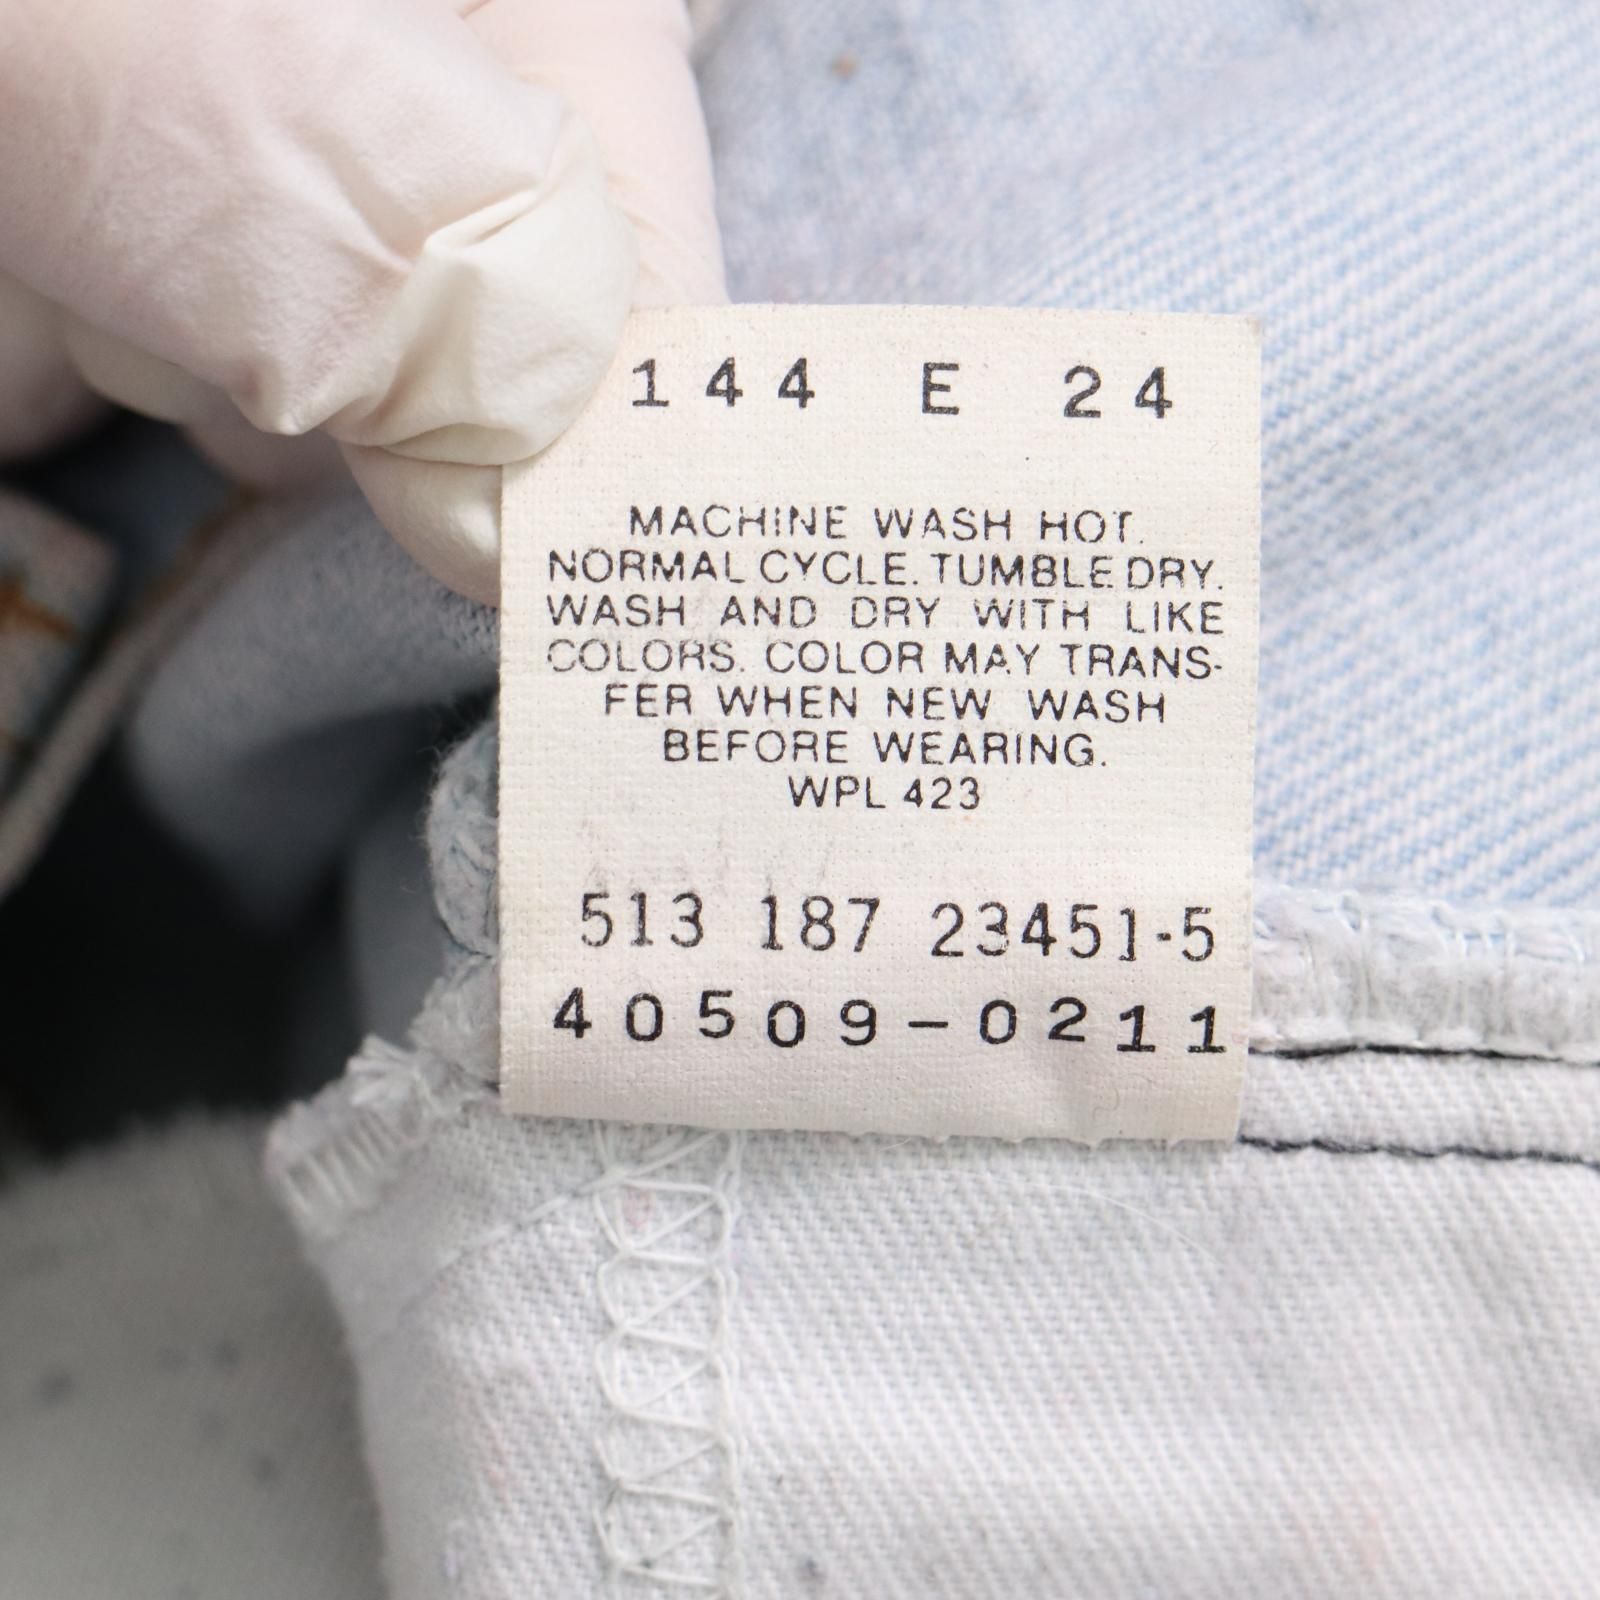 144 E 24
MACHINE WASH HOT.
NORMAL CYCLE. TUMBLE DRY.
WASH AND DRY WITH LIKE
COLORS. COLOR MAY TRANS-
FER WHEN NEW WASH
BEFORE WEARING.
WPL 423
513 187 23451-5
40509-0211